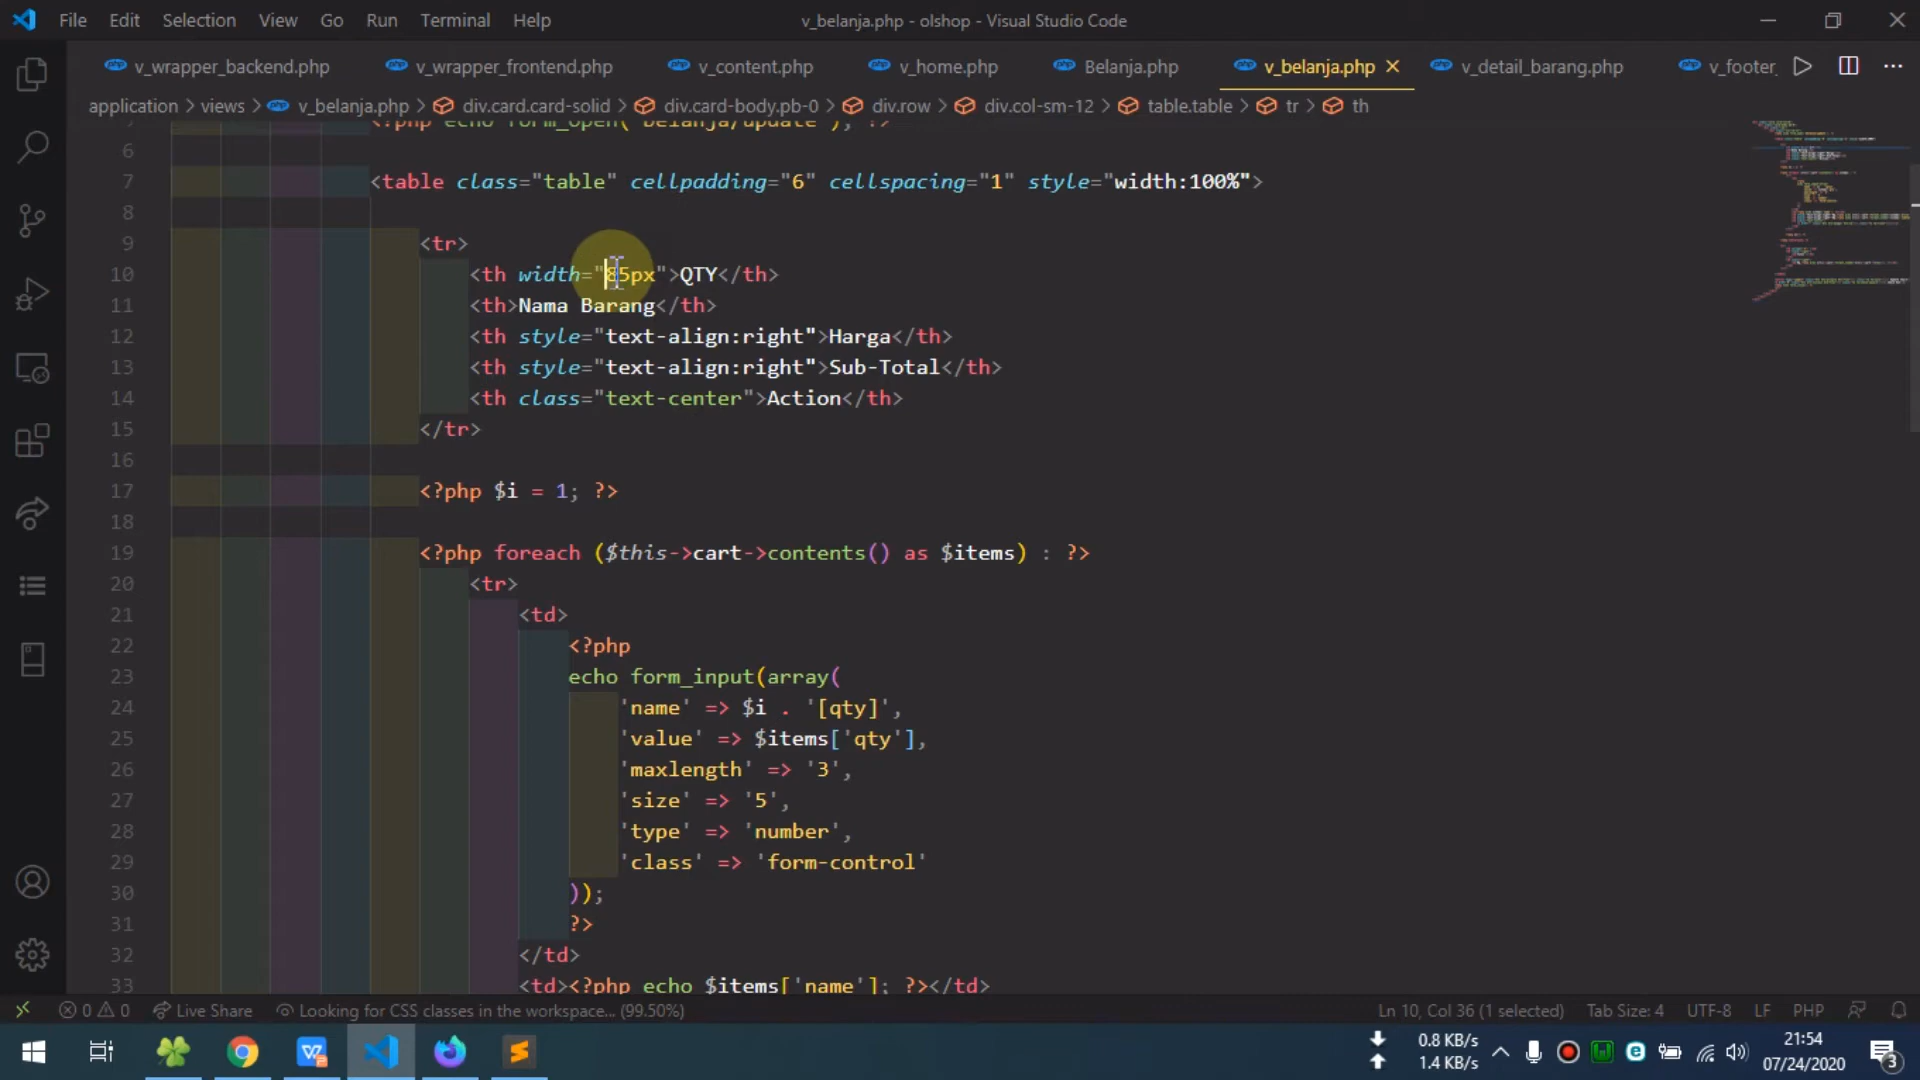 File Edit Selection View Go Run Terminal Help
v_belanja.php - olshop - Visual Studio Code
v_wrapper_backend.php v_wrapper_frontend.php v_content.php v_home.php Belanja.php v_belanja.php v_detail_barang.php v_footer
application > views > v_belanja.php > div.card.card-solid > div.card-body.pb-0 > div.row > div.col-sm-12 > table.table > tr > th
<?php echo form_open('belanja/update'); ?>
6
7 <table class="table" cellpadding="6" cellspacing="1" style="width:100%">
8
9 <tr>
10 <th width="85px">QTY</th>
11 <th>Nama Barang</th>
12 <th style="text-align:right">Harga</th>
13 <th style="text-align:right">Sub-Total</th>
14 <th class="text-center">Action</th>
15 </tr>
16
17 <?php $i = 1; ?>
18
19 <?php foreach ($this->cart->contents() as $items) : ?>
20 <tr>
21 <td>
22 <?php
23 echo form_input(array(
24 'name' => $i . '[qty]',
25 'value' => $items['qty'],
26 'maxlength' => '3',
27 'size' => '5',
28 'type' => 'number',
29 'class' => 'form-control'
30 ));
31 ?>
32 </td>
33 <td><?php echo $items['name']; ?></td>
0 0 Live Share Looking for CSS classes in the workspace... (99.50%) Ln 10, Col 36 (1 selected) Tab Size: 4 UTF-8 LF PHP
0.8 KB/s
1.4 KB/s
21:54
07/24/2020
3